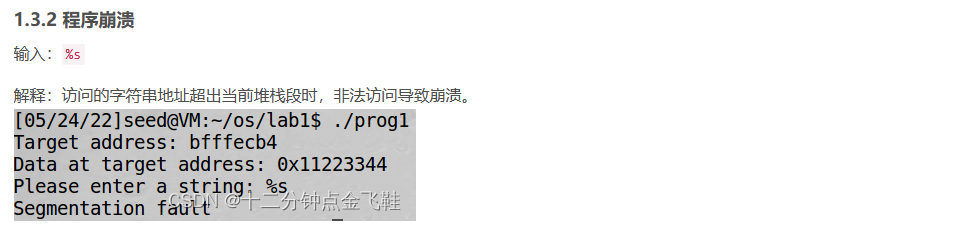 1.3.2 程序崩溃
输入：%s
解释：访问的字符串地址超出当前堆栈段时，非法访问导致崩溃。
[05/24/22]seed@VM:~/os/lab1$ ./prog1
Target address: bfffecb4
Data at target address: 0x11223344
Please enter a string: %s
CSDN @十二分钟点金飞鞋
Segmentation fault